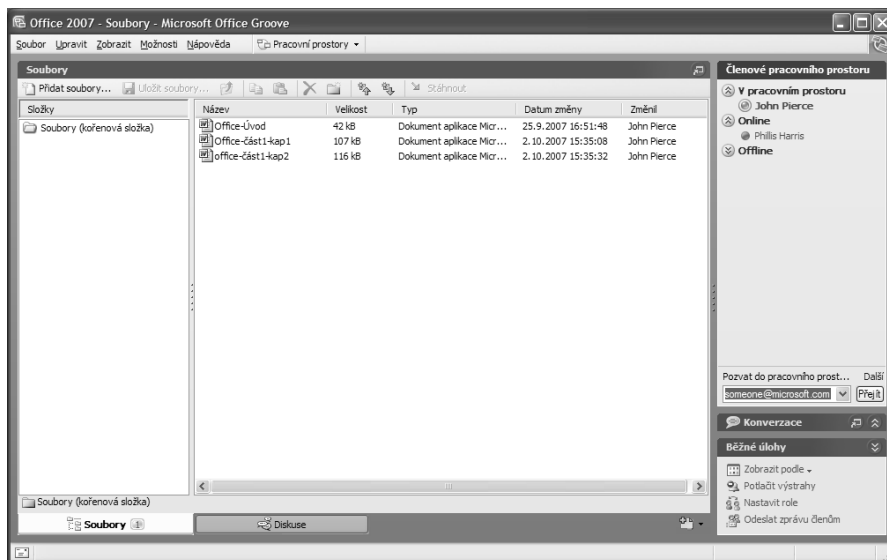 Office 2007 - Soubory - Microsoft Office Groove
Soubor Upravit Zobrazit Možnosti Nápověda Pracovní prostory
Soubory
Přidat soubory... Uložit soubory... Stáhnout
Složky
Soubory (kořenová složka)
Název Velikost Typ Datum změny Změnil
Office-Úvod 42 kB Dokument aplikace Micr... 25.9.2007 16:51:48 John Pierce
Office-část1-kap1 107 kB Dokument aplikace Micr... 2.10.2007 15:35:08 John Pierce
office-část1-kap2 116 kB Dokument aplikace Micr... 2.10.2007 15:35:32 John Pierce
Soubory (kořenová složka)
Soubory Diskuse
Členové pracovního prostoru
V pracovním prostoru
John Pierce
Online
Philis Harris
Offline
Pozvat do pracovního prost... Další
someone@microsoft.com Přejít
Konverzace
Běžné úlohy
Zobrazit podle
Potlačit výstrahy
Nastavit role
Odeslat zprávu členům